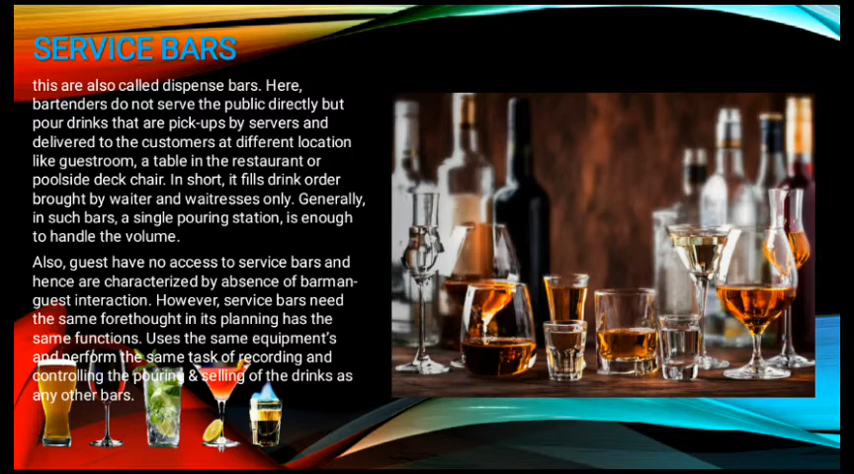 SERVICE BARS
this are also called dispense bars. Here,
bartenders do not serve the public directly but
pour drinks that are pick-ups by servers and
delivered to the customers at different location
like guestroom, a table in the restaurant or
poolside deck chair. In short, it fills drink order
brought by waiter and waitresses only. Generally,
in such bars, a single pouring station, is enough
to handle the volume.
Also, guest have no access to service bars and
hence are characterized by absence of barman-
guest interaction. However, service bars need
the same forethought in its planning has the
same functions. Uses the same equipment's
and perform the same task of recording and
controlling the pouring & selling of the drinks as
any other bars.